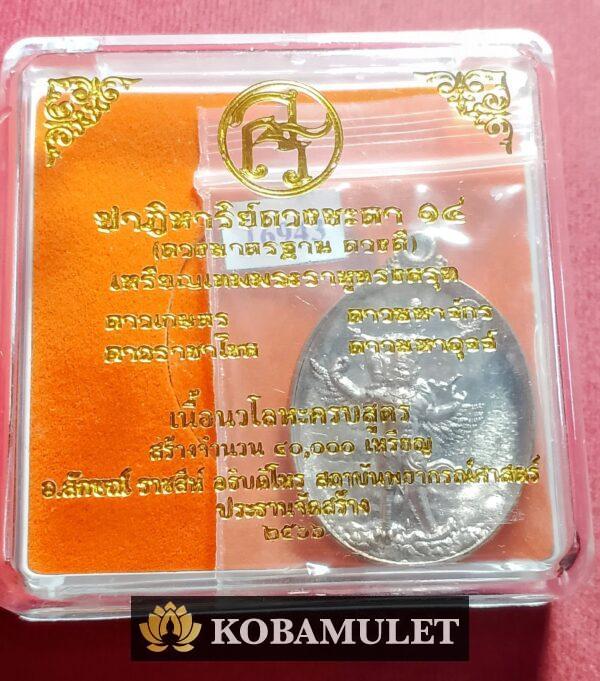 ปาฏิหาริย์ดวงชะตา ๑๔
16943
(ดวงมาตรฐาน ดวงดี)
เหรียญเทพพระราหูทรงครุฑ
ดาวเกษตร ดาวมหาจักร
ดาวราชาโชค ดาวมหาอุจจ์
เนื้อนวโลหะครบสูตร
สร้างจำนวน ๔๐,๐๐๐ เหรียญ
อ.ลักษณ์ ราชสีห์ อธิบดีโหร สถาบันพยากรณ์ศาสตร์
ประธานจัดสร้าง
๒๕๖๖
KOBAMULET